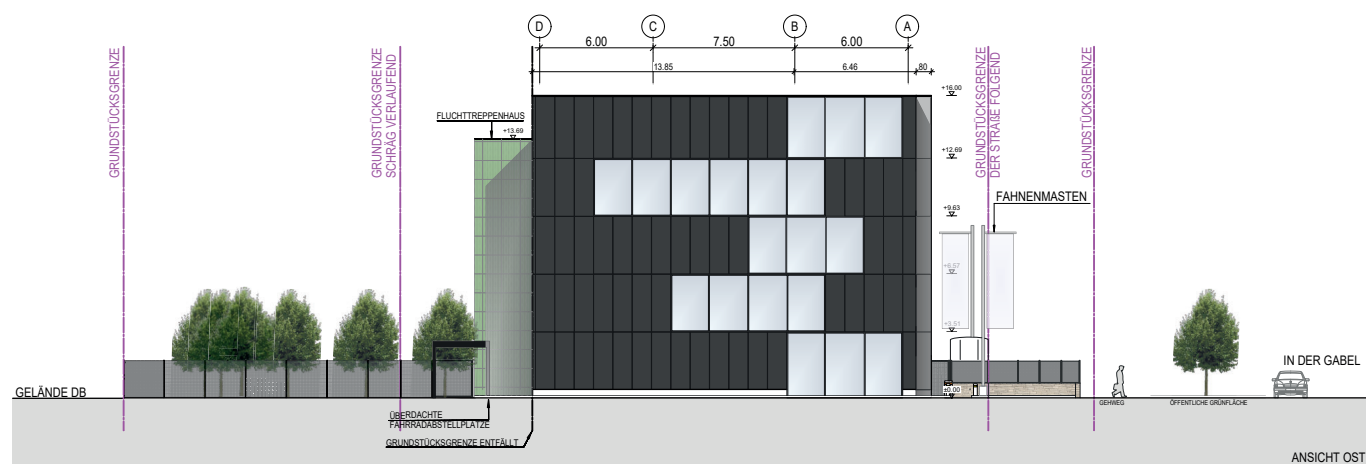 D
C
B
A
6.00
7.50
6.00
13.85
6.46
80
GRUNDSTÜCKSGRENZE
GRUNDSTÜCKSGRENZE
SCHRÄG VERLAUFEND
GRUNDSTÜCKSGRENZE
DER STRAßE FOLGEND
GRUNDSTÜCKSGRENZE
+16.00
FLUCHTTREPPENHAUS
+13.69
+12.69
FAHNENMASTEN
+9.63
+6.57
+3.51
±0.00
GELÄNDE DB
IN DER GABEL
GEHWEG
ÖFFENTLICHE GRÜNFLÄCHE
ÜBERDACHTE
FAHRRADABSTELLPLÄTZE
GRUNDSTÜCKSGRENZE ENTFÄLLT
ANSICHT OST